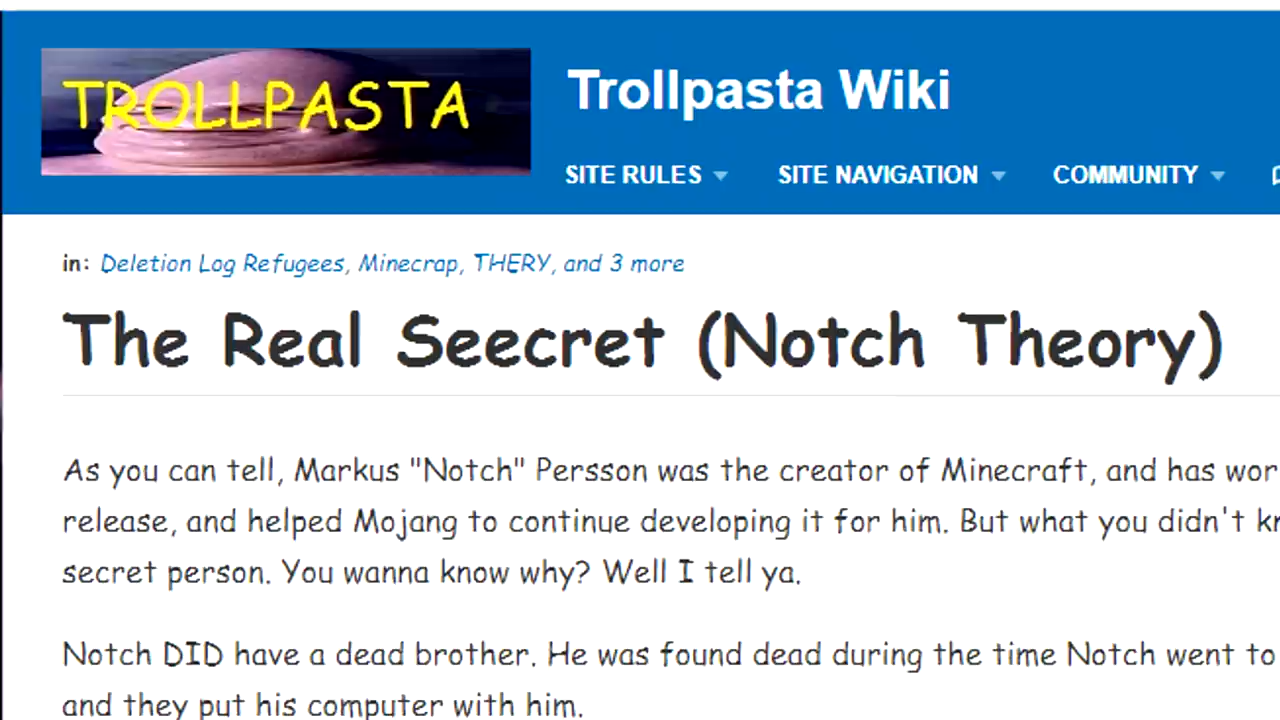 TROLLPASTA
Trollpasta Wiki
SITE RULES
SITE NAVIGATION
COMMUNITY
in: Deletion Log Refugees, Minecrap, THERY, and 3 more
The Real Seecret (Notch Theory)
As you can tell, Markus "Notch" Persson was the creator of Minecraft, and has
release, and helped Mojang to continue developing it for him. But what you didn't
secret person. You wanna know why? Well I tell ya.
Notch DID have a dead brother. He was found dead during the time Notch went to
and they put his computer with him.